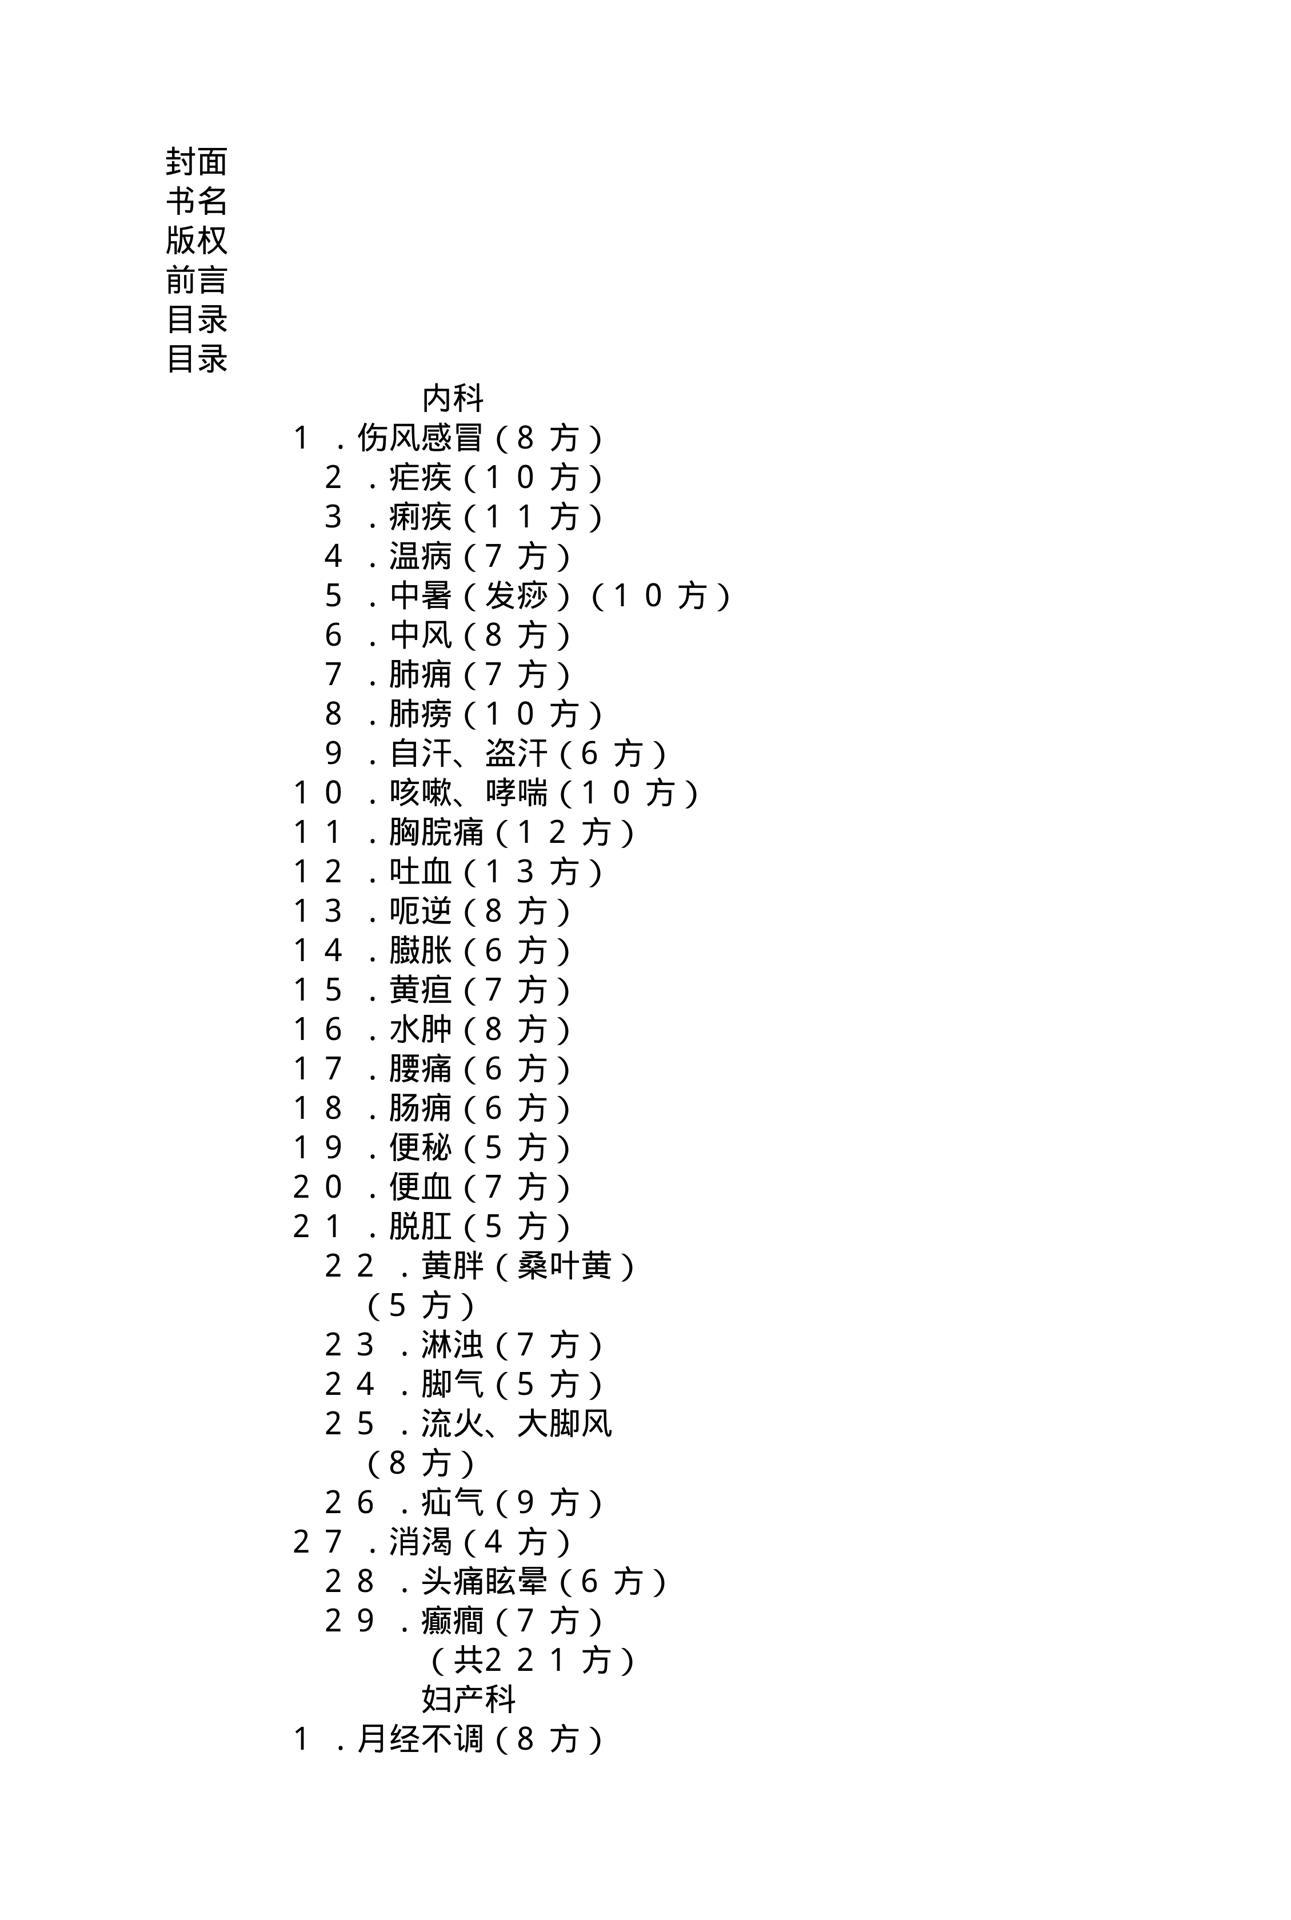 封面
书名
版权
前言
目录
目录
内科
1．伤风感冒（8方）
2．疟疾（10方）
3．痢疾（11方）
4．温病（7方）
5．中暑（发痧）（10方）
6．中风（8方）
7．肺痈（7方）
8．肺痨（10方）
9．自汗、盗汗（6方）
10．咳嗽、哮喘（10方）
11．胸脘痛（12方）
12．吐血（13方）
13．呃逆（8方）
14．臌胀（6方）
15．黄疸（7方）
16．水肿（8方）
17．腰痛（6方）
18．肠痈（6方）
19．便秘（5方）
20．便血（7方）
21．脱肛（5方）
22．黄胖（桑叶黄）
（5方）
23．淋浊（7方）
24．脚气（5方）
25．流火、大脚风
（8方）
26．疝气（9方）
27．消渴（4方）
28．头痛眩晕（6方）
29．癫癎（7方）
（共221方）
妇产科
1．月经不调（8方）